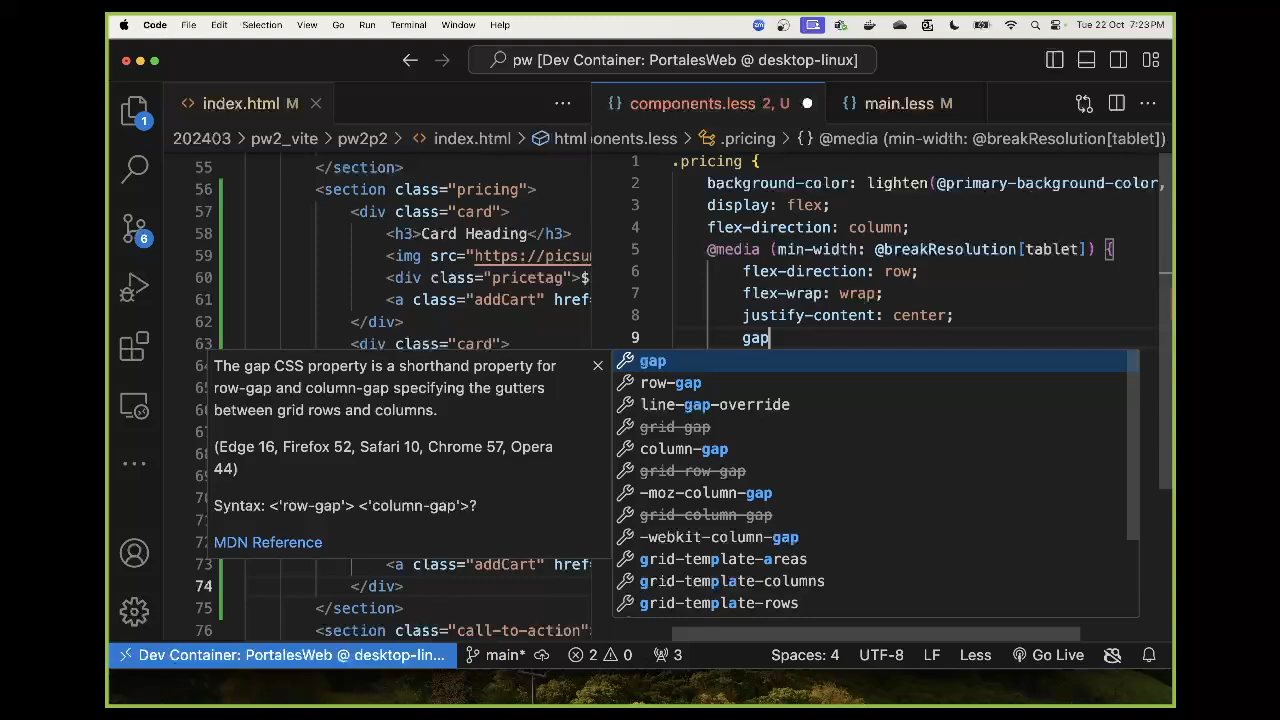 Code File Edit Selection View Go Run Terminal Window Help Tue 22 Oct 7:23 PM
pw [Dev Container: PortalesWeb @ desktop-linux]
index.html M
components.less 2, U
main.less M
202403 > pw2_vite > pw2p2 > index.html > html
onents.less > .pricing > {} @media (min-width: @breakResolution[tablet])
55 </section>
56 <section class="pricing">
57 <div class="card">
58 <h3>Card Heading</h3>
59 <img src="https://picsu
60 <div class="pricetag">$
61 <a class="addCart" href
62 </div>
63 <div class="card">
1 .pricing {
2 background-color: lighten(@primary-background-color,
3 display: flex;
4 flex-direction: column;
5 @media (min-width: @breakResolution[tablet]) {
6 flex-direction: row;
7 flex-wrap: wrap;
8 justify-content: center;
9 gap
The gap CSS property is a shorthand property for
row-gap and column-gap specifying the gutters
between grid rows and columns.
(Edge 16, Firefox 52, Safari 10, Chrome 57, Opera
44)
Syntax: <'row-gap'> <'column-gap'>?
MDN Reference
gap
row-gap
line-gap-override
grid-gap
column-gap
grid-row-gap
-moz-column-gap
grid-column-gap
-webkit-column-gap
grid-template-areas
grid-template-columns
grid-template-rows
73 <a class="addCart" href
74 </div>
75 </section>
76 <section class="call-to-action">
1
6
Dev Container: PortalesWeb @ desktop-lin... main* 2 0 3 Spaces: 4 UTF-8 LF Less Go Live